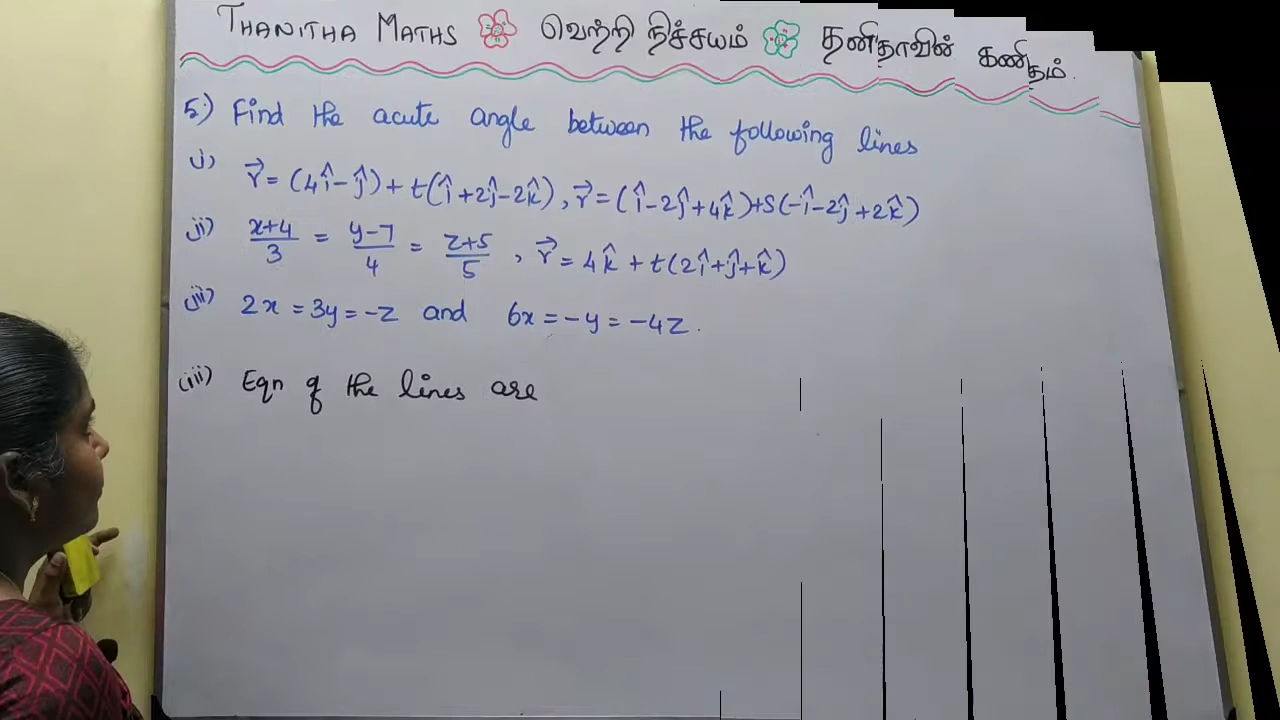 THANITHA MATHS வெற்றி நிச்சயம் தனிதாவின் கணிதம்
5) Find the acute angle between the following lines
i) r⃗ = (4î - ĵ) + t(î + 2ĵ - 2k̂), r⃗ = (î - 2ĵ + 4k̂) + s(-î - 2ĵ + 2k̂)
ii) (x+4)/3 = (y-7)/4 = (z+5)/5, r⃗ = 4k̂ + t(2î + ĵ + k̂)
iii) 2x = 3y = -z and 6x = -y = -4z.
(iii) Eqn of the lines are